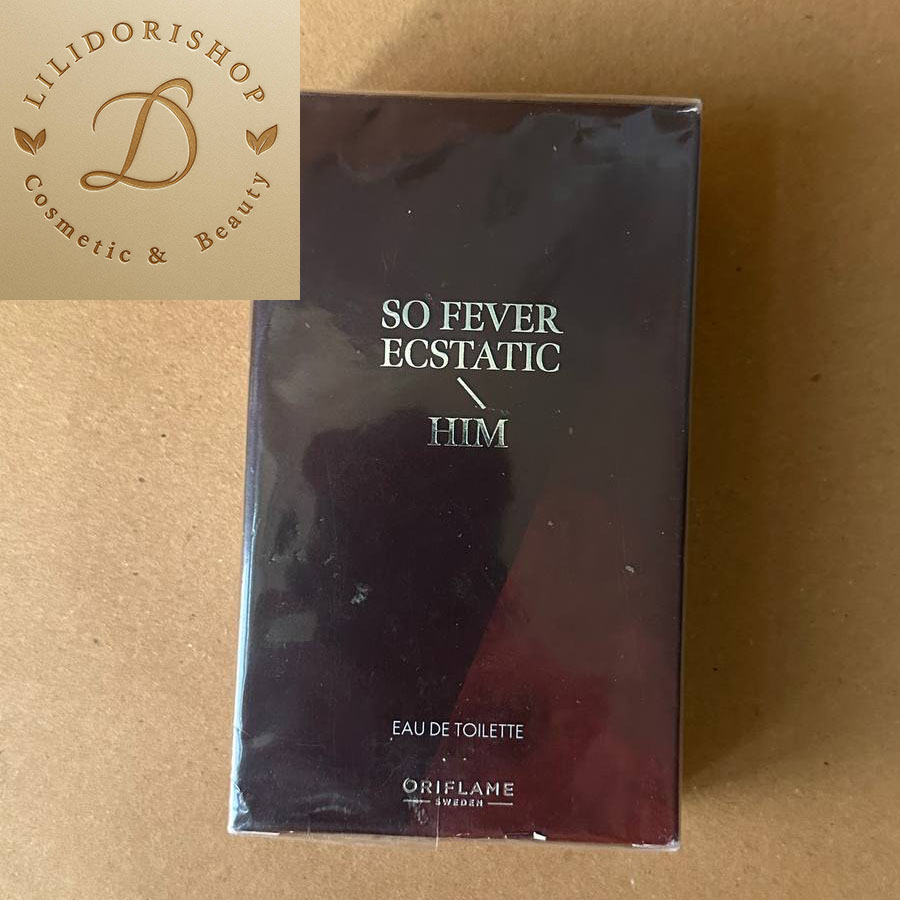 LILIDORISHOP
D
Cosmetic & Beauty
SO FEVER
ECSTATIC
\
HIM
EAU DE TOILETTE
ORIFLAME
SWEDEN